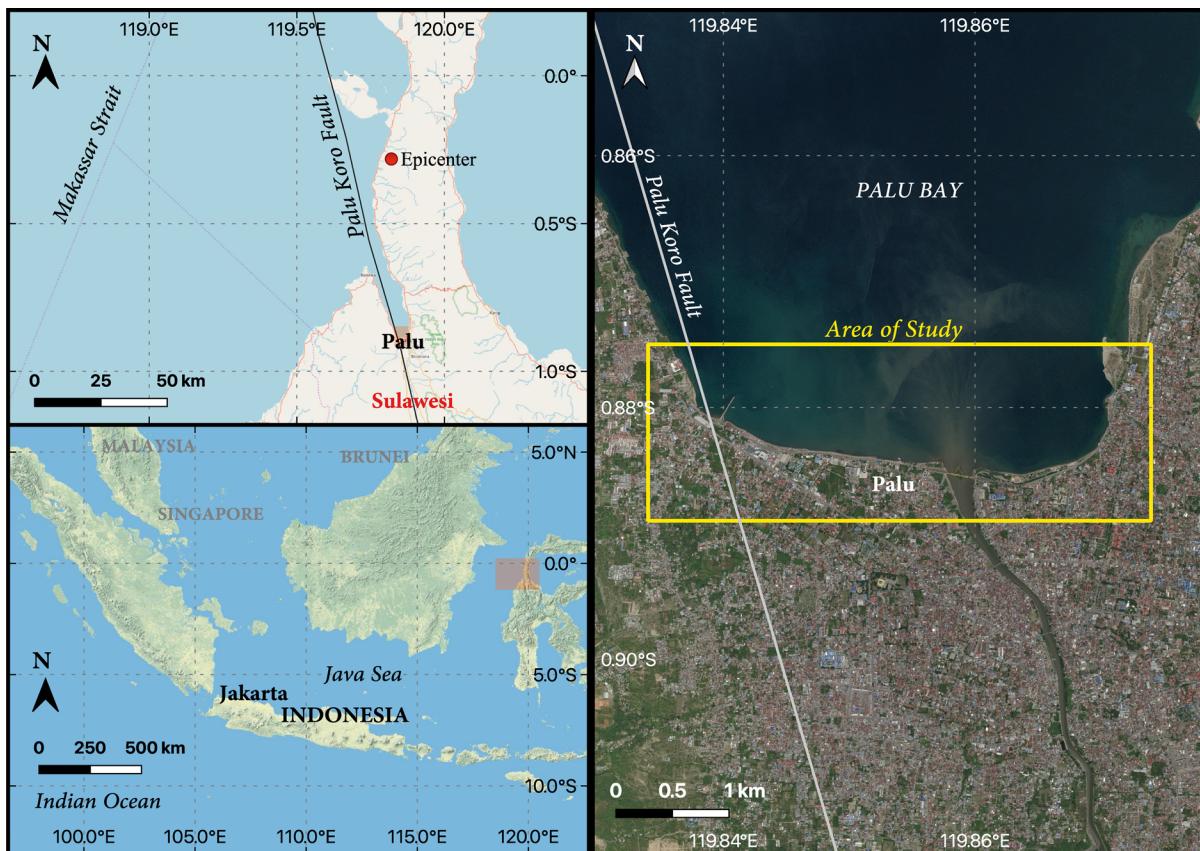 119.0°E
119.5°E
120.0°E
N
0.0°
Makassar Strait
Palu Koro Fault
Epicenter
0.5°S
Palu
1.0°S
0 25 50 km
Sulawesi
MALAYSIA
BRUNEI
5.0°N
SINGAPORE
0.0°
N
Java Sea
5.0°S
Jakarta
INDONESIA
0 250 500 km
10.0°S
Indian Ocean
100.0°E
105.0°E
110.0°E
115.0°E
120.0°E
119.84°E
119.86°E
N
0.86°S
PALU BAY
Palu Koro Fault
Area of Study
0.88°S
Palu
0.90°S
0 0.5 1 km
119.84°E
119.86°E